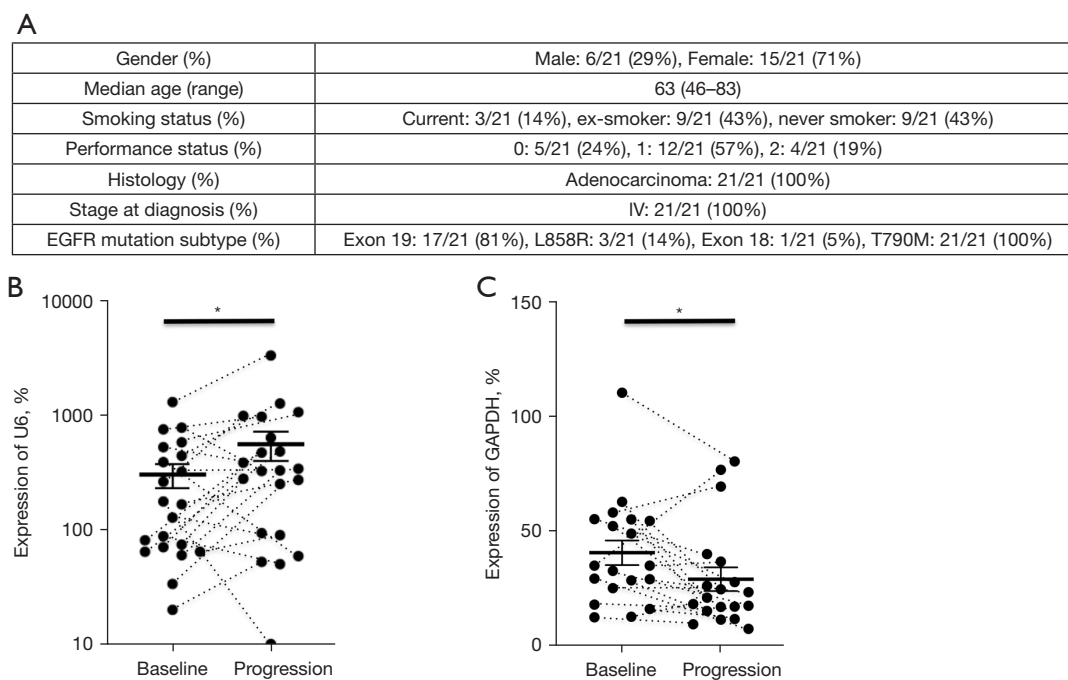 A
Gender (%) Male: 6/21 (29%), Female: 15/21 (71%)
Median age (range) 63 (46–83)
Smoking status (%) Current: 3/21 (14%), ex-smoker: 9/21 (43%), never smoker: 9/21 (43%)
Performance status (%) 0: 5/21 (24%), 1: 12/21 (57%), 2: 4/21 (19%)
Histology (%) Adenocarcinoma: 21/21 (100%)
Stage at diagnosis (%) IV: 21/21 (100%)
EGFR mutation subtype (%) Exon 19: 17/21 (81%), L858R: 3/21 (14%), Exon 18: 1/21 (5%), T790M: 21/21 (100%)
B
Expression of U6, %
10000
1000
100
10
*
Baseline Progression
C
Expression of GAPDH, %
150
100
50
0
*
Baseline Progression